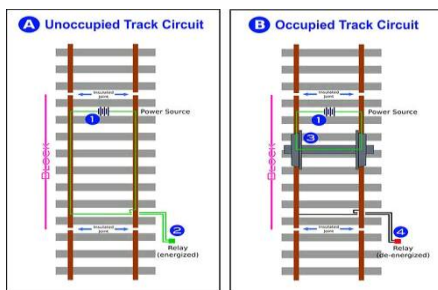 A Unoccupied Track Circuit
Insulated
joint
1
Power Source
BLOCK
Insulated
joint
2
Relay
(energized)
B Occupied Track Circuit
Insulated
joint
1
Power Source
3
BLOCK
Insulated
joint
4
Relay
(de-energized)